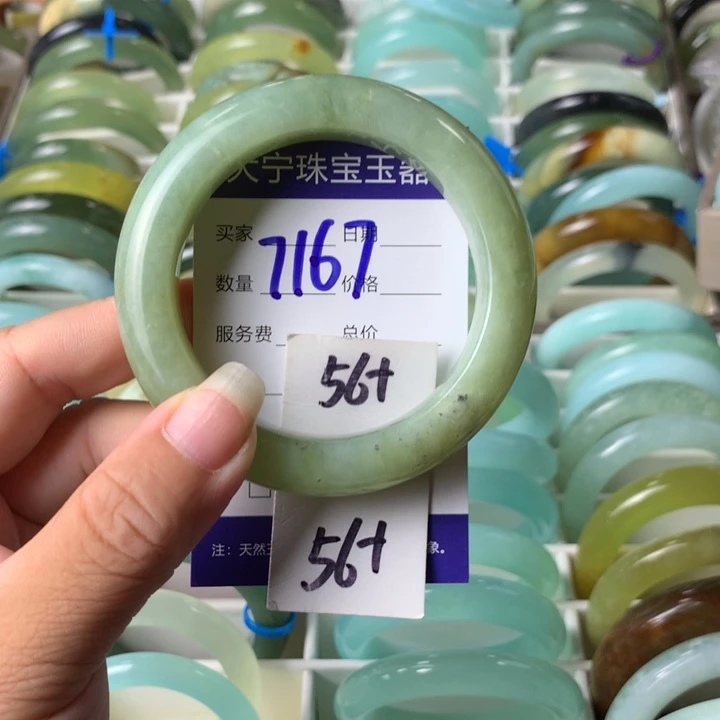 天宁珠宝玉器
买家 日期
7167
数量 价格
服务费 总价
56+
56+
注：天然玉 象。